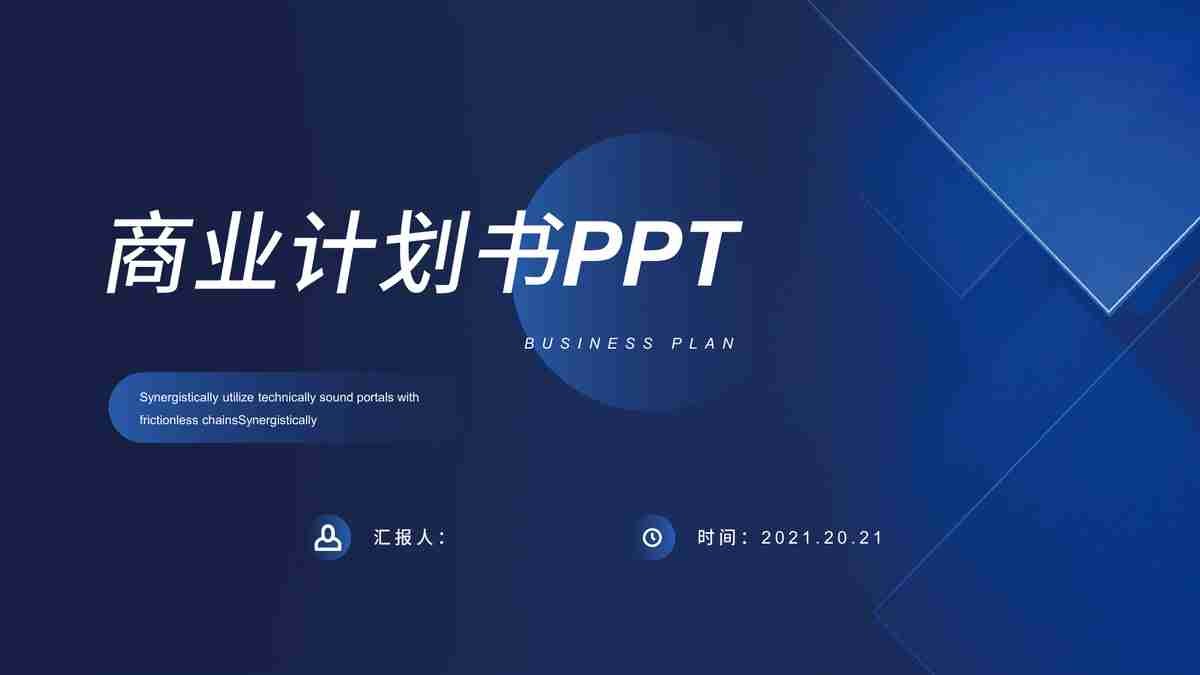 商业计划书PPT
BUSINESS PLAN
Synergistically utilize technically sound portals with
frictionless chainsSynergistically
汇报人：
时间：2021.20.21